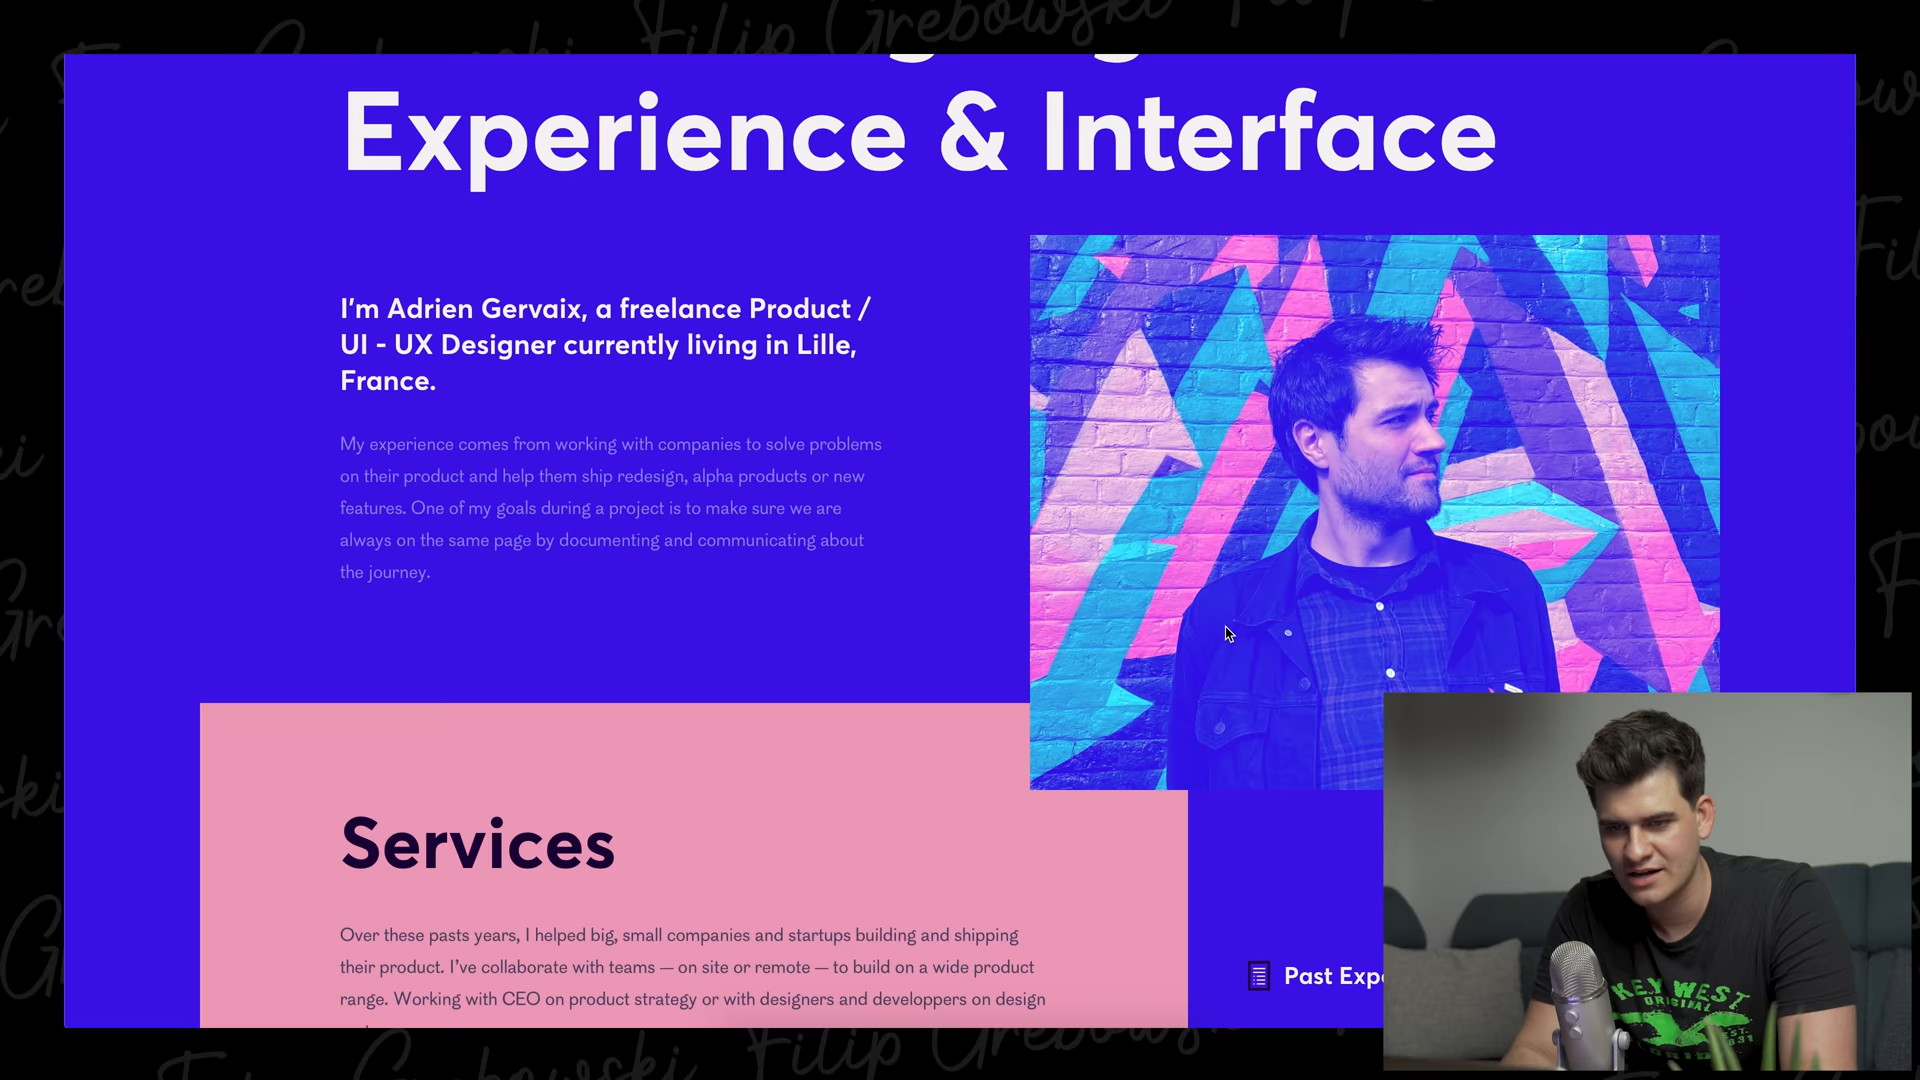 Filip Grebowski
Experience & Interface
I'm Adrien Gervaix, a freelance Product /
UI - UX Designer currently living in Lille,
France.
My experience comes from working with companies to solve problems
on their product and help them ship redesign, alpha products or new
features. One of my goals during a project is to make sure we are
always on the same page by documenting and communicating about
the journey.
Services
Over these pasts years, I helped big, small companies and startups building and shipping
their product. I've collaborate with teams — on site or remote — to build on a wide product
range. Working with CEO on product strategy or with designers and developpers on design
Past Expe
KEY WEST
ORIGINAL
Filip Grebowski